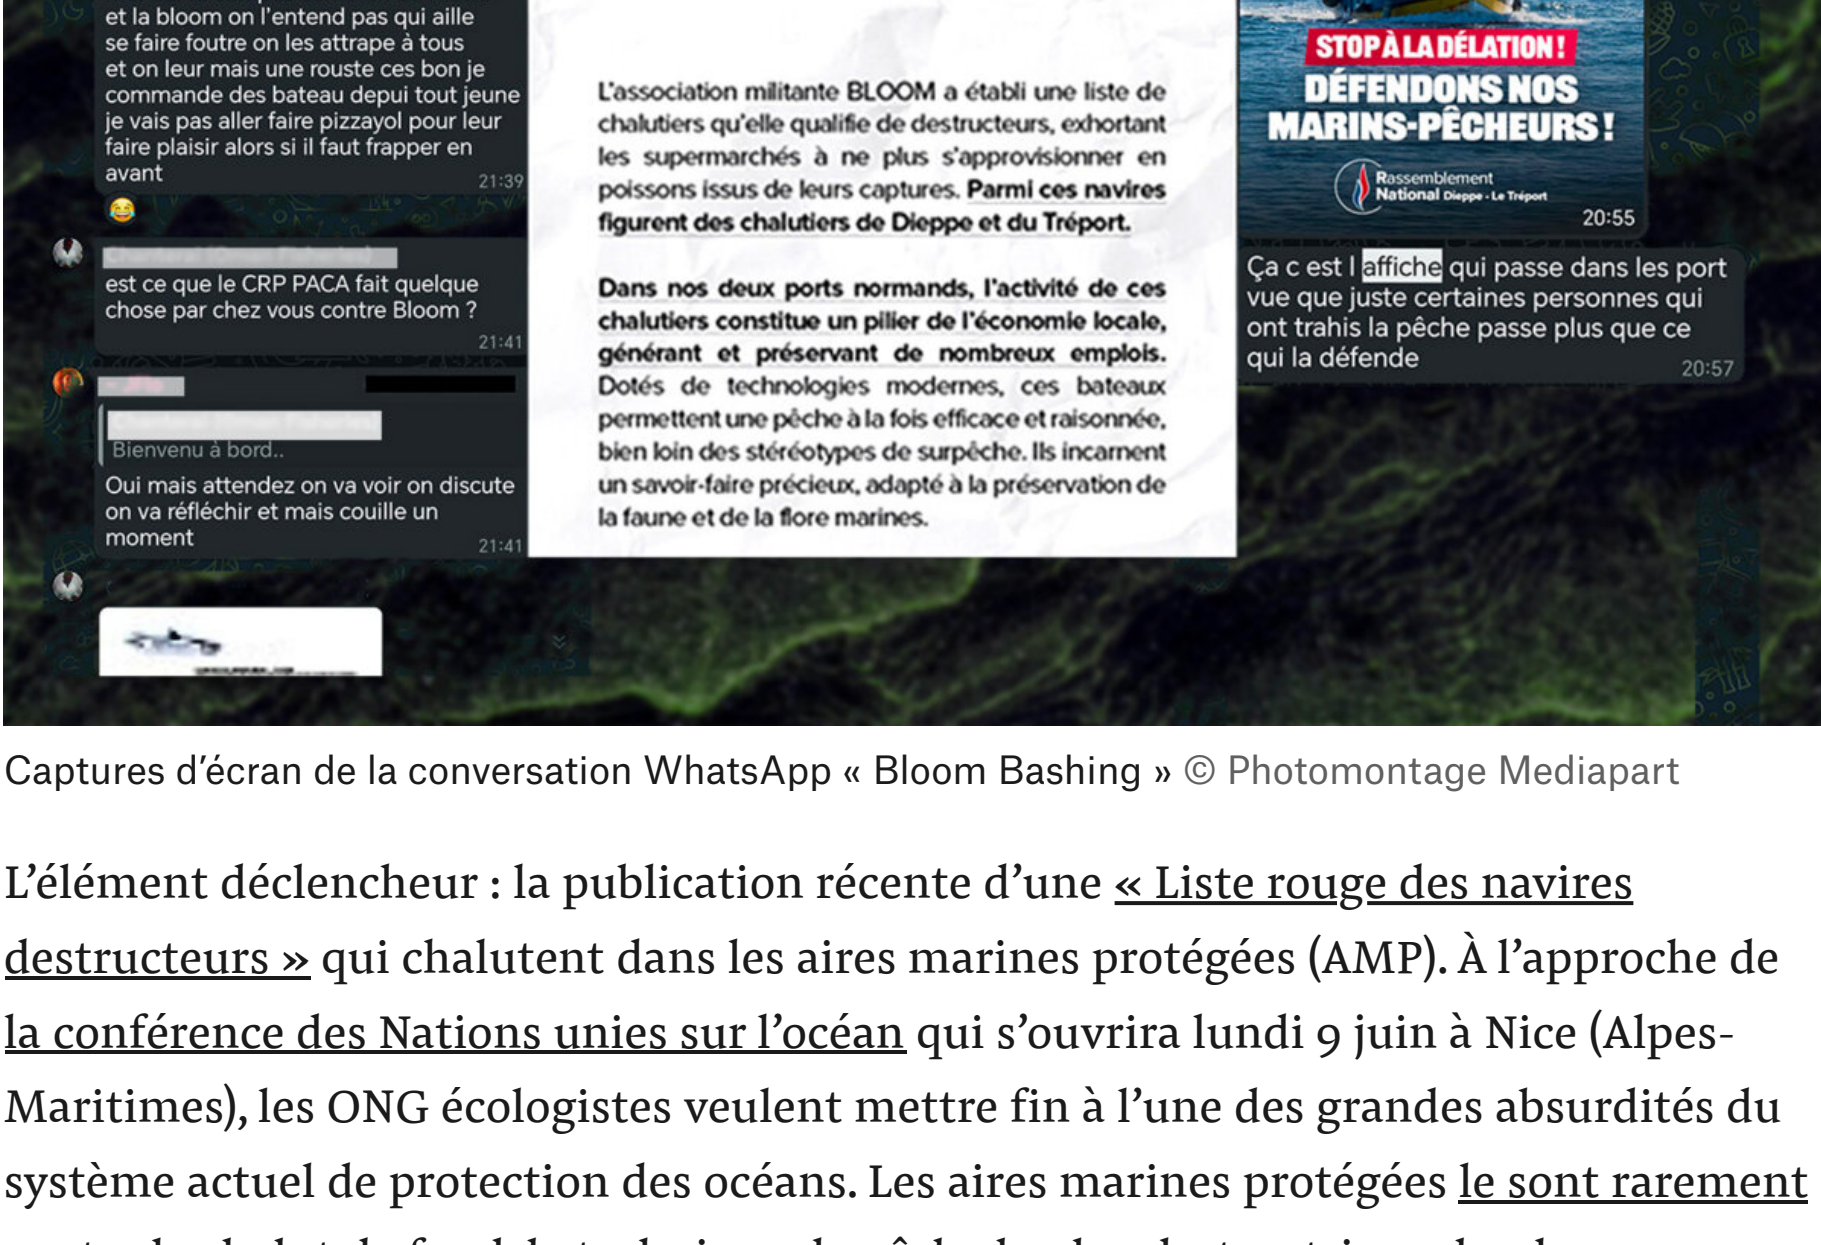 et la bloom on l'entend pas qui aille
se faire foutre on les attrape à tous
et on leur mais une rouste ces bon je
commande des bateau depui tout jeune
je vais pas aller faire pizzayol pour leur
faire plaisir alors si il faut frapper en
avant
21:39
est ce que le CRP PACA fait quelque
chose par chez vous contre Bloom ?
21:41
Bienvenu à bord..
Oui mais attendez on va voir on discute
on va réfléchir et mais couille un
moment
21:41
L'association militante BLOOM a établi une liste de
chalutiers qu'elle qualifie de destructeurs, exhortant
les supermarchés à ne plus s'approvisionner en
poissons issus de leurs captures. Parmi ces navires
figurent des chalutiers de Dieppe et du Tréport.
Dans nos deux ports normands, l'activité de ces
chalutiers constitue un pilier de l'économie locale,
générant et préservant de nombreux emplois.
Dotés de technologies modernes, ces bateaux
permettent une pêche à la fois efficace et raisonnée,
bien loin des stéréotypes de surpêche. Ils incarnent
un savoir-faire précieux, adapté à la préservation de
la faune et de la flore marines.
STOP À LA DÉLATION !
DÉFENDONS NOS
MARINS-PÊCHEURS !
Rassemblement
National Dieppe - Le Tréport
20:55
Ça c est l affiche qui passe dans les port
vue que juste certaines personnes qui
ont trahis la pêche passe plus que ce
qui la défende
20:57
Captures d'écran de la conversation WhatsApp « Bloom Bashing » © Photomontage Mediapart
L'élément déclencheur : la publication récente d'une « Liste rouge des navires
destructeurs » qui chalutent dans les aires marines protégées (AMP). À l'approche de
la conférence des Nations unies sur l'océan qui s'ouvrira lundi 9 juin à Nice (Alpes-
Maritimes), les ONG écologistes veulent mettre fin à l'une des grandes absurdités du
système actuel de protection des océans. Les aires marines protégées le sont rarement